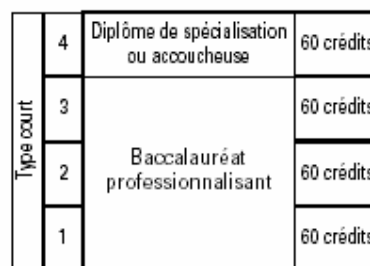 Type court
4
Diplôme de spécialisation
ou accoucheuse
60 crédits
3
60 crédits
Baccalauréat
professionnalisant
2
60 crédits
1
60 crédits